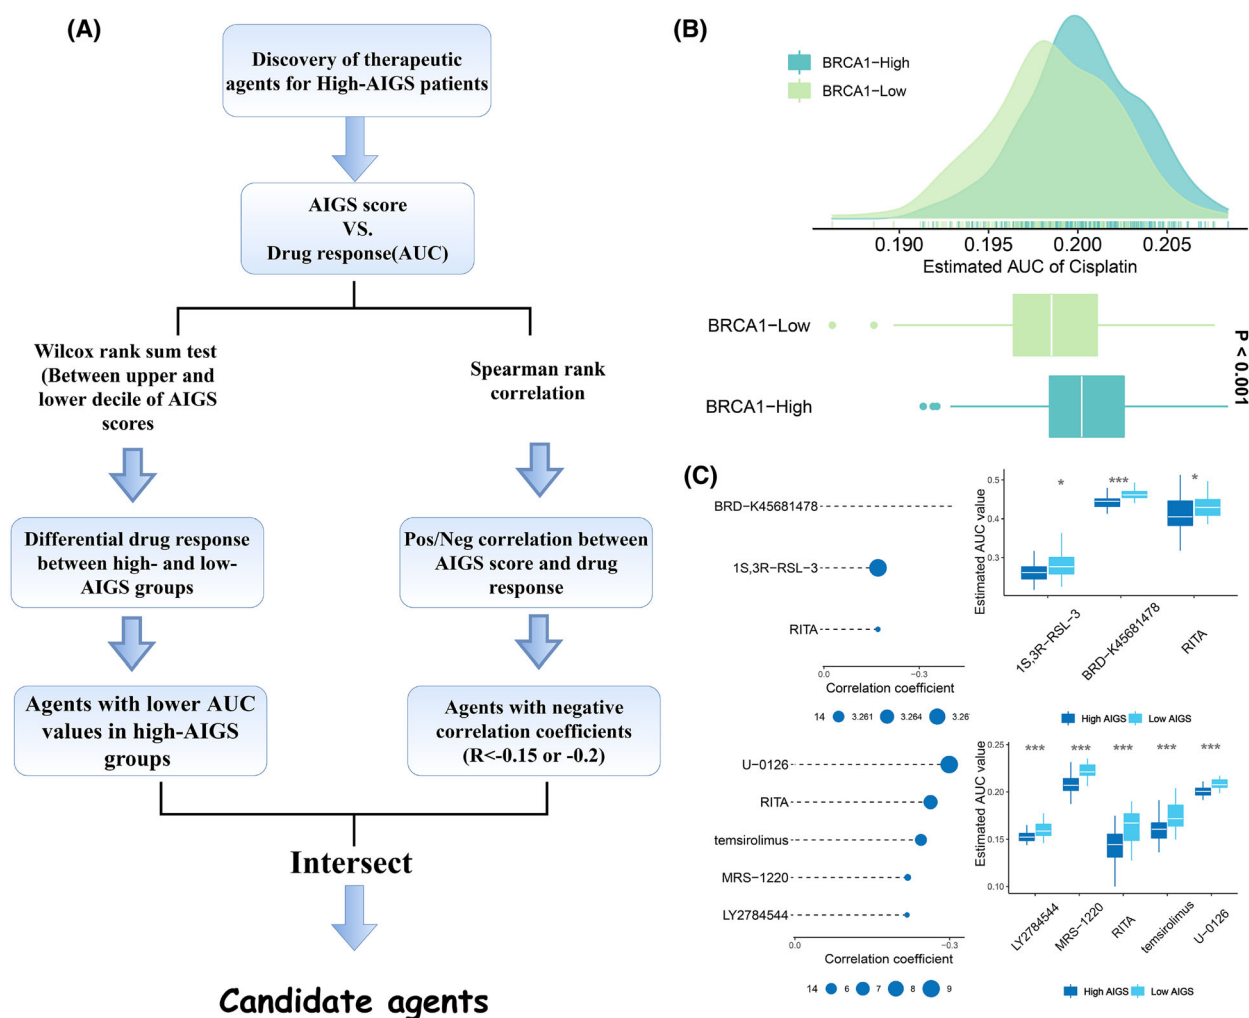 (A)
Discovery of therapeutic
agents for High-AIGS patients
AIGS score
VS.
Drug response(AUC)
Wilcox rank sum test
(Between upper and
lower decile of AIGS
scores
Spearman rank
correlation
Differential drug response
between high- and low-
AIGS groups
Pos/Neg correlation between
AIGS score and drug
response
Agents with lower AUC
values in high-AIGS
groups
Agents with negative
correlation coefficients
(R<-0.15 or -0.2)
Intersect
Candidate agents
(B)
BRCA1−High
BRCA1−Low
0.190 0.195 0.200 0.205
Estimated AUC of Cisplatin
BRCA1−Low
BRCA1−High
P < 0.001
(C)
BRD−K45681478
1S,3R−RSL−3
RITA
0.0 −0.3
Correlation coefficient
14 3.261 3.264 3.26
Estimated AUC value
0.5
0.4
0.3
* *** *
1S,3R−RSL−3
BRD−K45681478
RITA
High AIGS Low AIGS
U−0126
RITA
temsirolimus
MRS−1220
LY2784544
0.0 −0.3
Correlation coefficient
14 6 7 8 9
Estimated AUC value
0.25
0.20
0.15
0.10
*** *** *** *** ***
LY2784544
MRS−1220
RITA
temsirolimus
U−0126
High AIGS Low AIGS